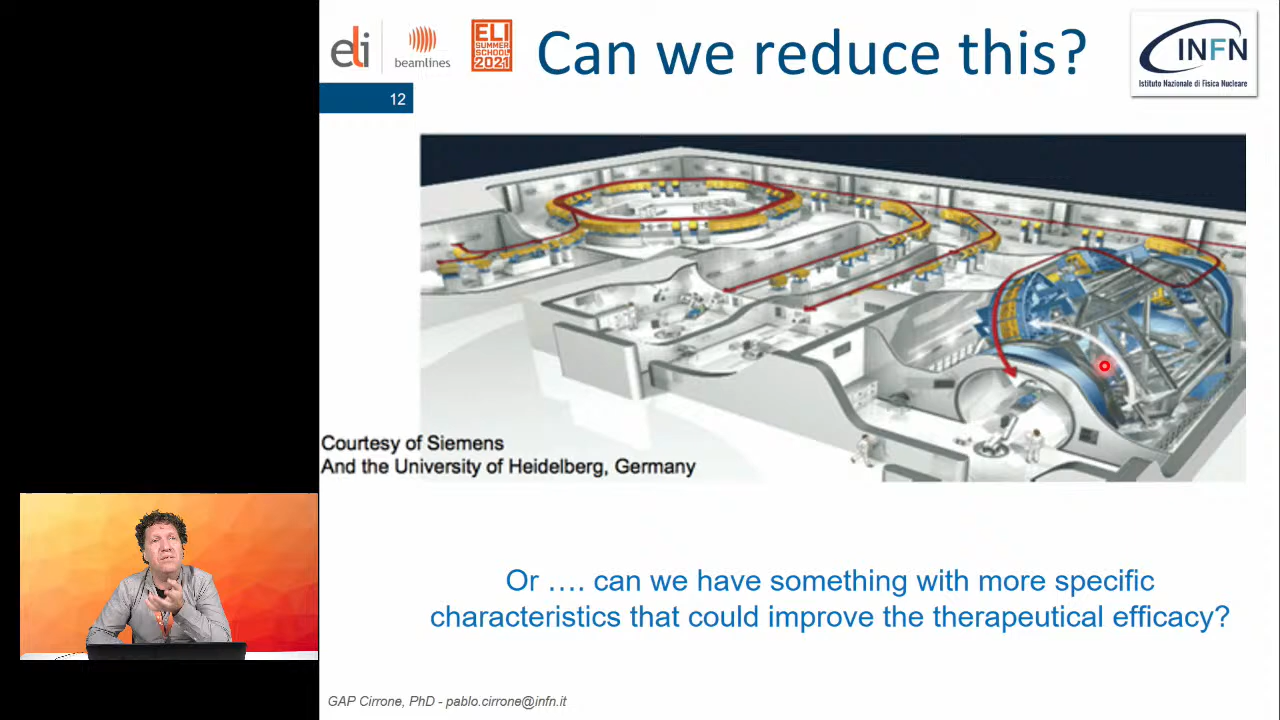 eli
beamlines
ELI
SUMMER
SCHOOL
2021
Can we reduce this?
INFN
Istituto Nazionale di Fisica Nucleare
12
Courtesy of Siemens
And the University of Heidelberg, Germany
Or …. can we have something with more specific
characteristics that could improve the therapeutical efficacy?
GAP Cirrone, PhD - pablo.cirrone@infn.it